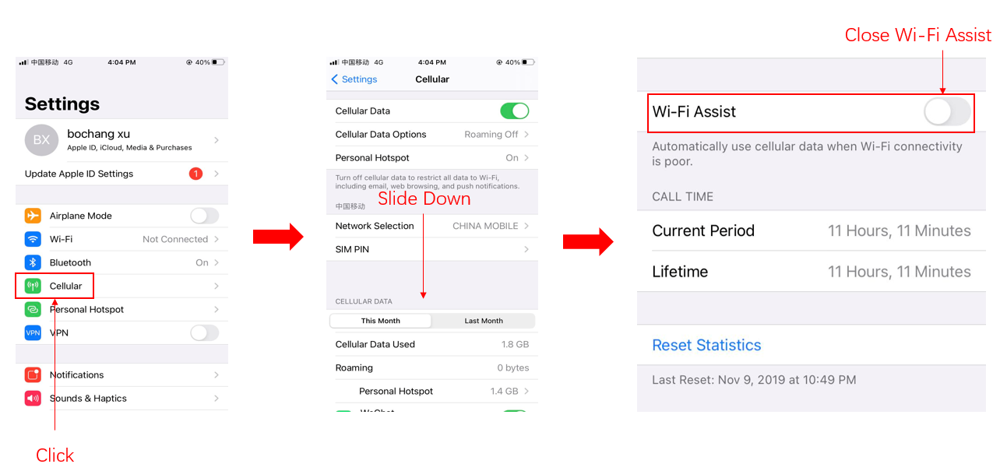 Close Wi-Fi Assist
中国移动 4G 4:04 PM 40%
Settings
BX
bochang xu
Apple ID, iCloud, Media & Purchases
Update Apple ID Settings 1
Airplane Mode
Wi-Fi Not Connected
Bluetooth On
Cellular
Personal Hotspot
VPN VPN
Notifications
Sounds & Haptics
Click
中国移动 4G 4:04 PM 40%
Settings Cellular
Cellular Data
Cellular Data Options Roaming Off
Personal Hotspot On
Turn off cellular data to restrict all data to Wi-Fi,
including email, web browsing, and push notifications.
Slide Down
中国移动
Network Selection CHINA MOBILE
SIM PIN
CELLULAR DATA
This Month Last Month
Cellular Data Used 1.8 GB
Roaming 0 bytes
Personal Hotspot 1.4 GB
WeChat
Wi-Fi Assist
Automatically use cellular data when Wi-Fi connectivity
is poor.
CALL TIME
Current Period 11 Hours, 11 Minutes
Lifetime 11 Hours, 11 Minutes
Reset Statistics
Last Reset: Nov 9, 2019 at 10:49 PM